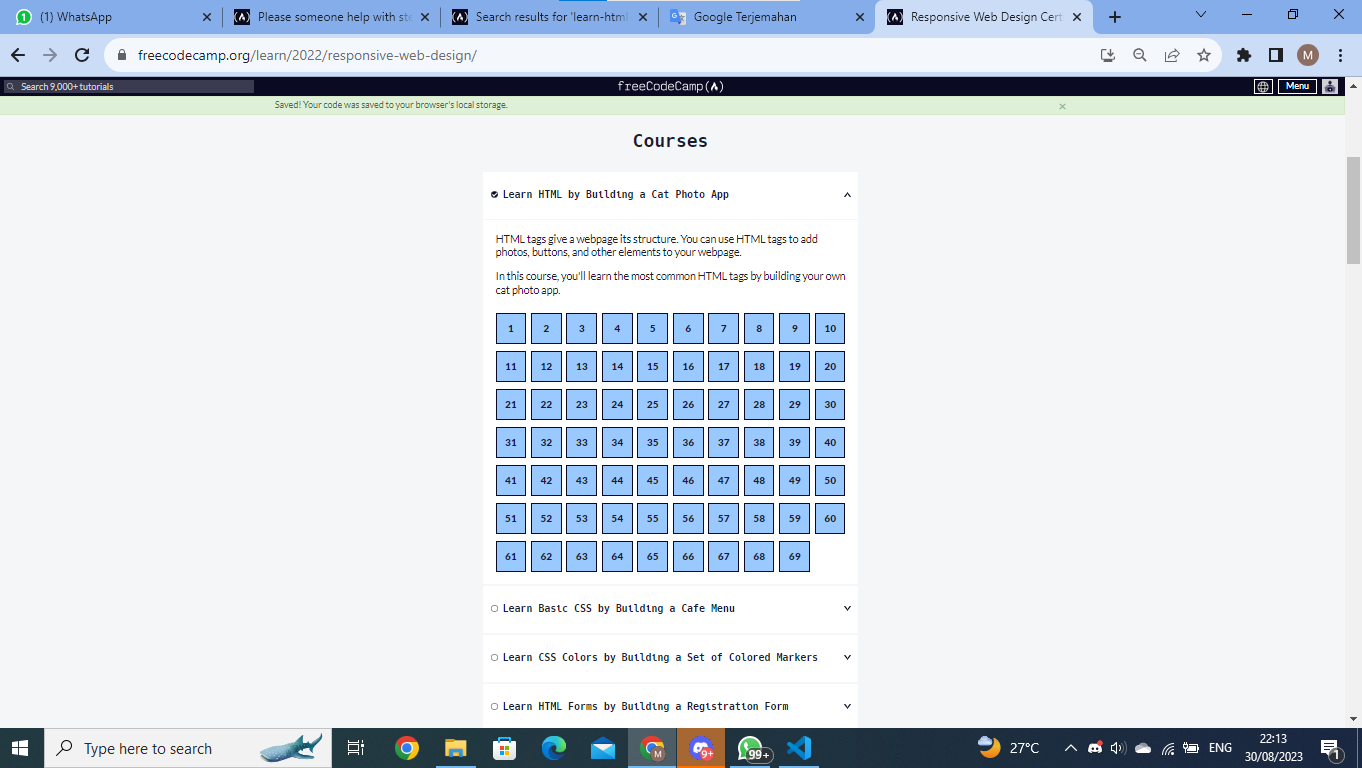 (1) WhatsApp
Please someone help with ste
Search results for 'learn-html
Google Terjemahan
Responsive Web Design Cert
freecodecamp.org/learn/2022/responsive-web-design/
M
Search 9,000+ tutorials
freeCodeCamp
Menu
Saved! Your code was saved to your browser's local storage.
Courses
Learn HTML by Building a Cat Photo App
HTML tags give a webpage its structure. You can use HTML tags to add
photos, buttons, and other elements to your webpage.
In this course, you'll learn the most common HTML tags by building your own
cat photo app.
1 2 3 4 5 6 7 8 9 10
11 12 13 14 15 16 17 18 19 20
21 22 23 24 25 26 27 28 29 30
31 32 33 34 35 36 37 38 39 40
41 42 43 44 45 46 47 48 49 50
51 52 53 54 55 56 57 58 59 60
61 62 63 64 65 66 67 68 69
Learn Basic CSS by Building a Cafe Menu
Learn CSS Colors by Building a Set of Colored Markers
Learn HTML Forms by Building a Registration Form
Type here to search
M
9+
99+
27°C
ENG
22:13
30/08/2023
1